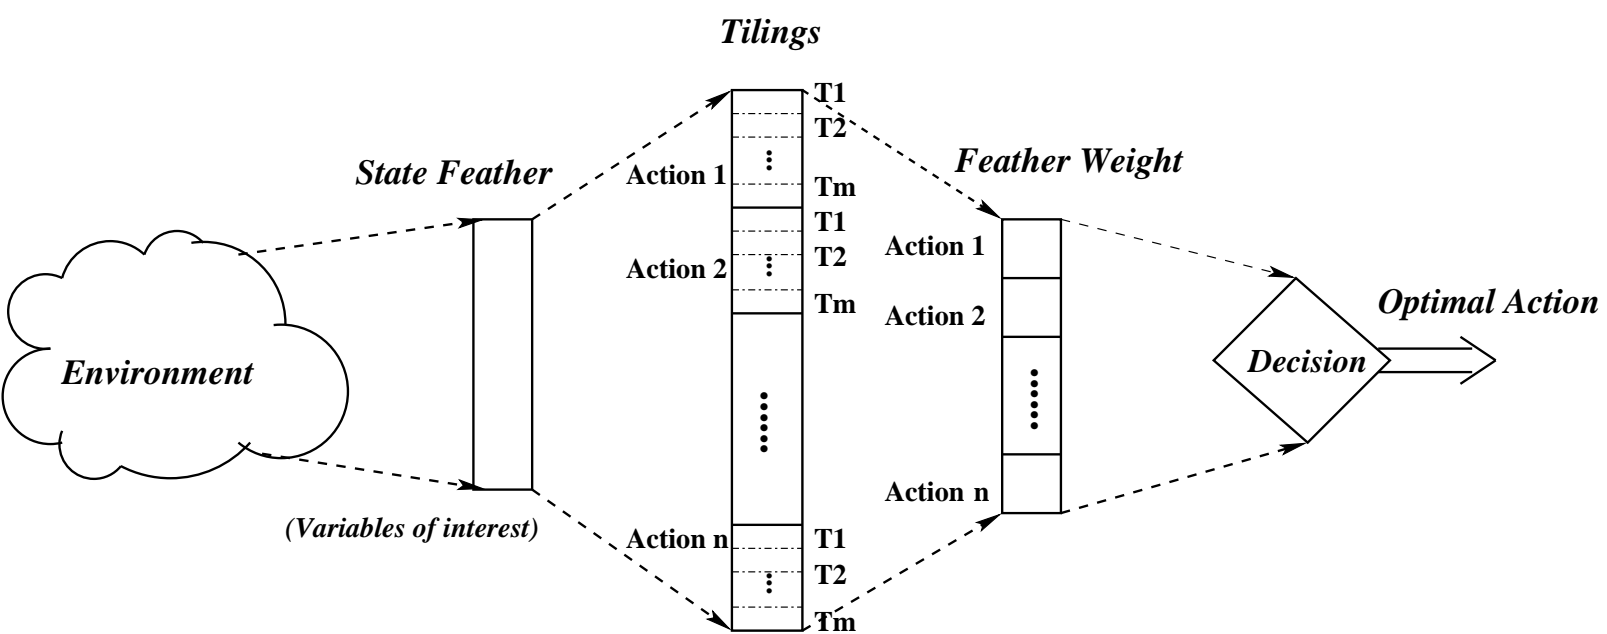 Tilings
T1
T2
State Feather
Action 1
Feather Weight
Tm
T1
Action 2
T2
Action 1
Tm
Action 2
Optimal Action
Environment
Decision
Action n
(Variables of interest)
Action n
T1
T2
Tm